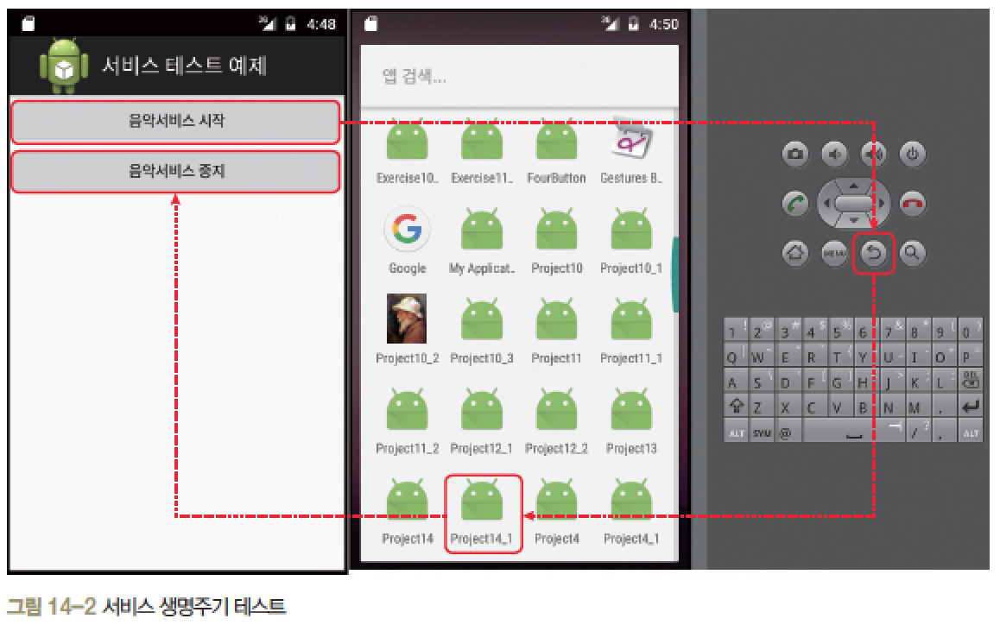 4:48
서비스 테스트 예제
음악서비스 시작
음악서비스 중지
4:50
앱 검색...
Exercise10.. Exercise11.. FourButton Gestures B..
Google My Applicat.. Project10 Project10_1
Project10_2 Project10_3 Project11 Project11_1
Project11_2 Project12_1 Project12_2 Project13
Project14 Project14_1 Project4 Project4_1
MENU
1 ! 2 @ 3 # 4 $ 5 % 6 7 & 8 * 9 ( 0 )
Q W E R T Y U I O P
A S D F G H J K L DEL
Z X C V B N M .
ALT SYM @ / ? , ALT
그림 14-2 서비스 생명주기 테스트